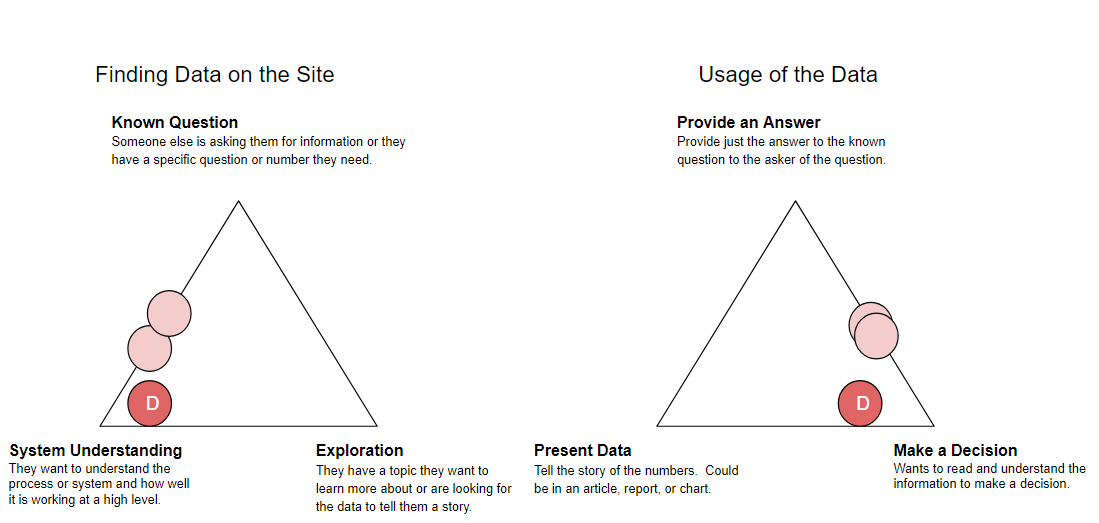 Finding Data on the Site
Known Question
Someone else is asking them for information or they
have a specific question or number they need.
D
System Understanding
They want to understand the
process or system and how well
it is working at a high level.
Exploration
They have a topic they want to
learn more about or are looking for
the data to tell them a story.
Usage of the Data
Provide an Answer
Provide just the answer to the known
question to the asker of the question.
D
Present Data
Tell the story of the numbers.  Could
be in an article, report, or chart.
Make a Decision
Wants to read and understand the
information to make a decision.